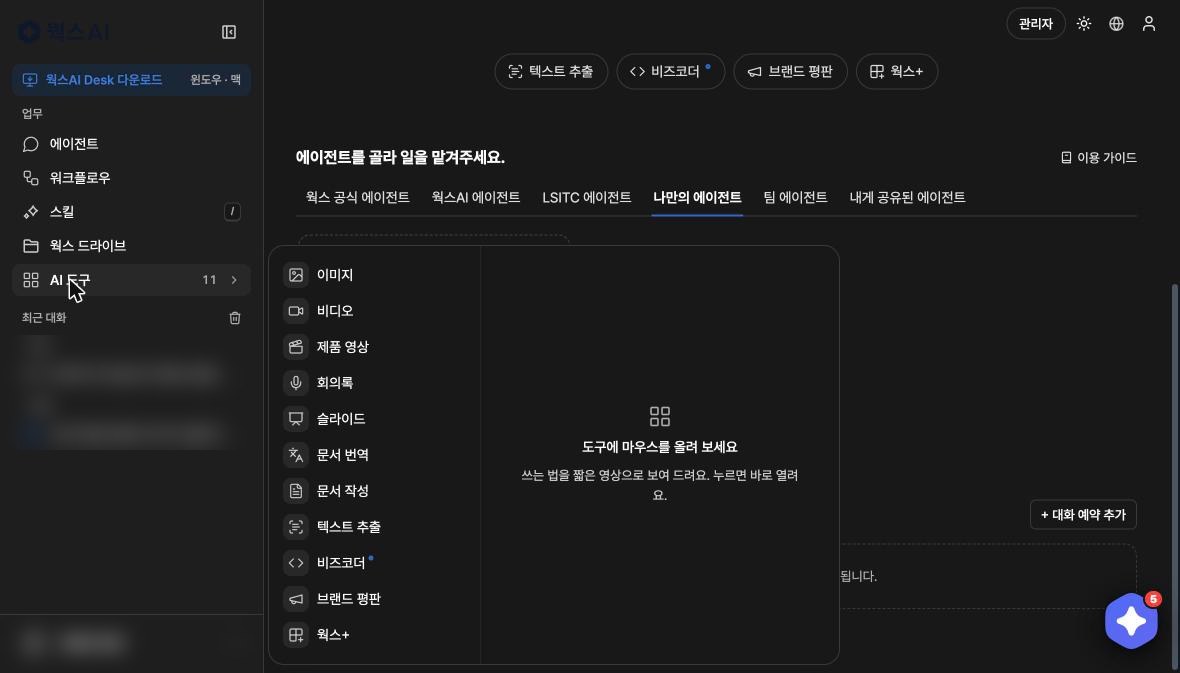 웍스AI
웍스AI Desk 다운로드 윈도우 · 맥
업무
에이전트
워크플로우
스킬 /
웍스 드라이브
AI 도구 11
최근 대화
관리자
텍스트 추출
비즈코더
브랜드 평판
웍스+
에이전트를 골라 일을 맡겨주세요.
이용 가이드
웍스 공식 에이전트
웍스AI 에이전트
LSITC 에이전트
나만의 에이전트
팀 에이전트
내게 공유된 에이전트
이미지
비디오
제품 영상
회의록
슬라이드
문서 번역
문서 작성
텍스트 추출
비즈코더
브랜드 평판
웍스+
도구에 마우스를 올려 보세요
쓰는 법을 짧은 영상으로 보여 드려요. 누르면 바로 열려
요.
+ 대화 예약 추가
됩니다.
5